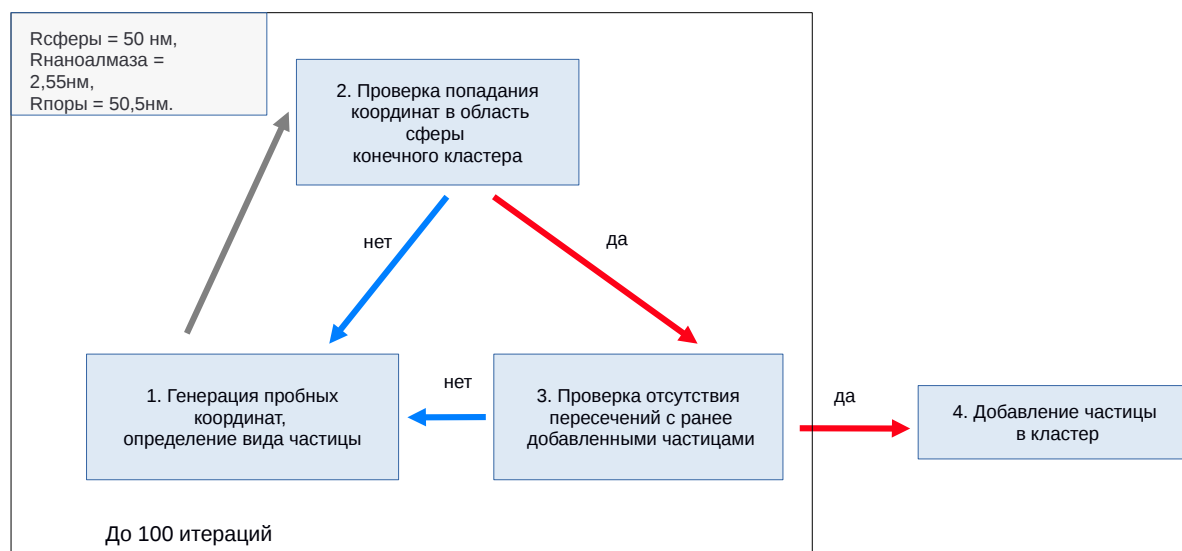 Rсферы = 50 нм,
Rнаноалмаза =
2,55нм,
Rпоры = 50,5нм.
2. Проверка попадания
координат в область
сферы
конечного кластера
нет
да
1. Генерация пробных
координат,
определение вида частицы
нет
3. Проверка отсутствия
пересечений с ранее
добавленными частицами
да
4. Добавление частицы
в кластер
До 100 итераций